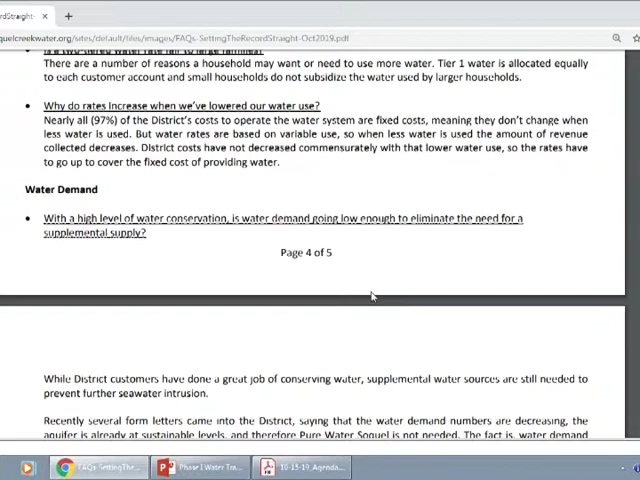 rdStraight- ×
+
quelcreekwater.org/sites/default/files/images/FAQs-SettingTheRecordStraight-Oct2019.pdf
There are a number of reasons a household may want or need to use more water. Tier 1 water is allocated equally
to each customer account and small households do not subsidize the water used by larger households.
• Why do rates increase when we've lowered our water use?
Nearly all (97%) of the District's costs to operate the water system are fixed costs, meaning they don't change when
less water is used. But water rates are based on variable use, so when less water is used the amount of revenue
collected decreases. District costs have not decreased commensurately with that lower water use, so the rates have
to go up to cover the fixed cost of providing water.
Water Demand
• With a high level of water conservation, is water demand going low enough to eliminate the need for a
supplemental supply?
Page 4 of 5
While District customers have done a great job of conserving water, supplemental water sources are still needed to
prevent further seawater intrusion.
Recently several form letters came into the District, saying that the water demand numbers are decreasing, the
aquifer is already at sustainable levels, and therefore Pure Water Soquel is not needed. The fact is, water demand
FAQs-SettingThe...
Phase I Water Tra...
10-15-19_Agenda...